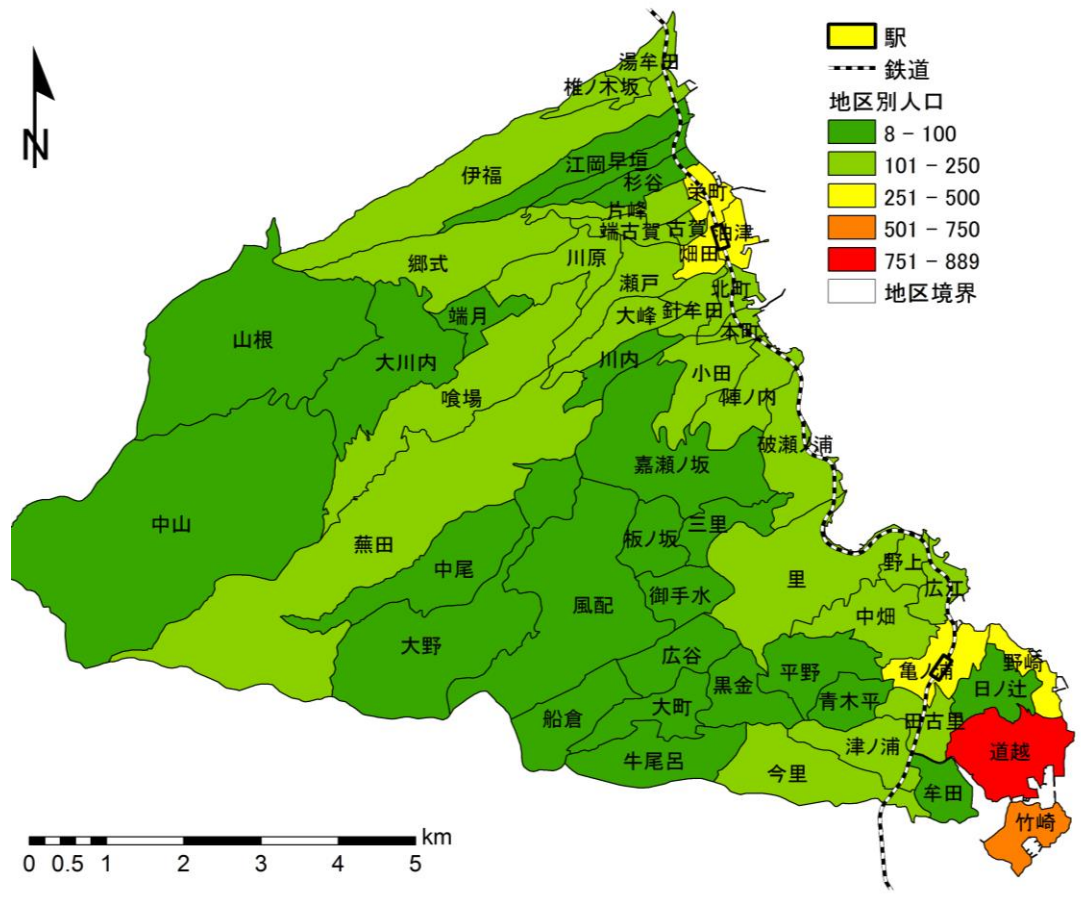 駅
鉄道
地区別人口
8 - 100
101 - 250
251 - 500
501 - 750
751 - 889
地区境界
N
湯牟田
椎ノ木坂
伊福
江岡
早垣
杉谷
栄町
片峰
端古賀
古賀
油津
畑田
郷式
川原
瀬戸
北町
端月
大峰
針牟田
本町
山根
大川内
川内
小田
喰場
陣ノ内
破瀬ノ浦
嘉瀬ノ坂
中山
蕪田
板ノ坂
三里
中尾
里
野上
広江
風配
御手水
中畑
大野
広谷
平野
亀ノ浦
野崎
黒金
日ノ辻
船倉
大町
青木平
田古里
牛尾呂
今里
津ノ浦
道越
牟田
竹崎
km
0 0.5 1 2 3 4 5